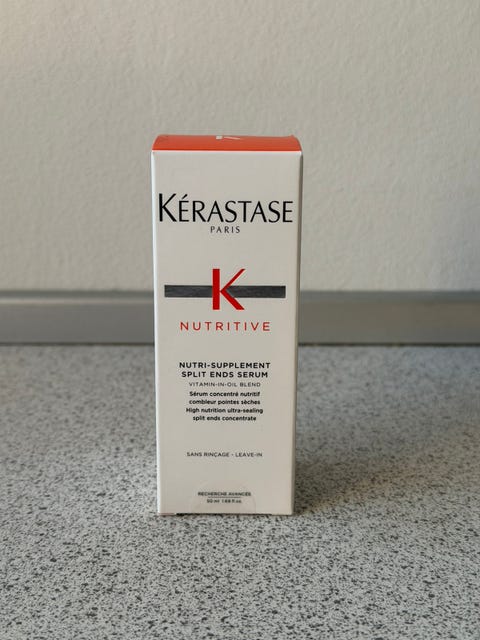 KÉRASTASE
PARIS
K
NUTRITIVE
NUTRI-SUPPLEMENT
SPLIT ENDS SERUM
VITAMIN-IN-OIL BLEND
Sérum concentré nutritif
combleur pointes sèches
High nutrition ultra-sealing
split ends concentrate
SANS RINÇAGE - LEAVE-IN
RECHERCHE AVANCÉE
50 ml 1.69 fl.oz.